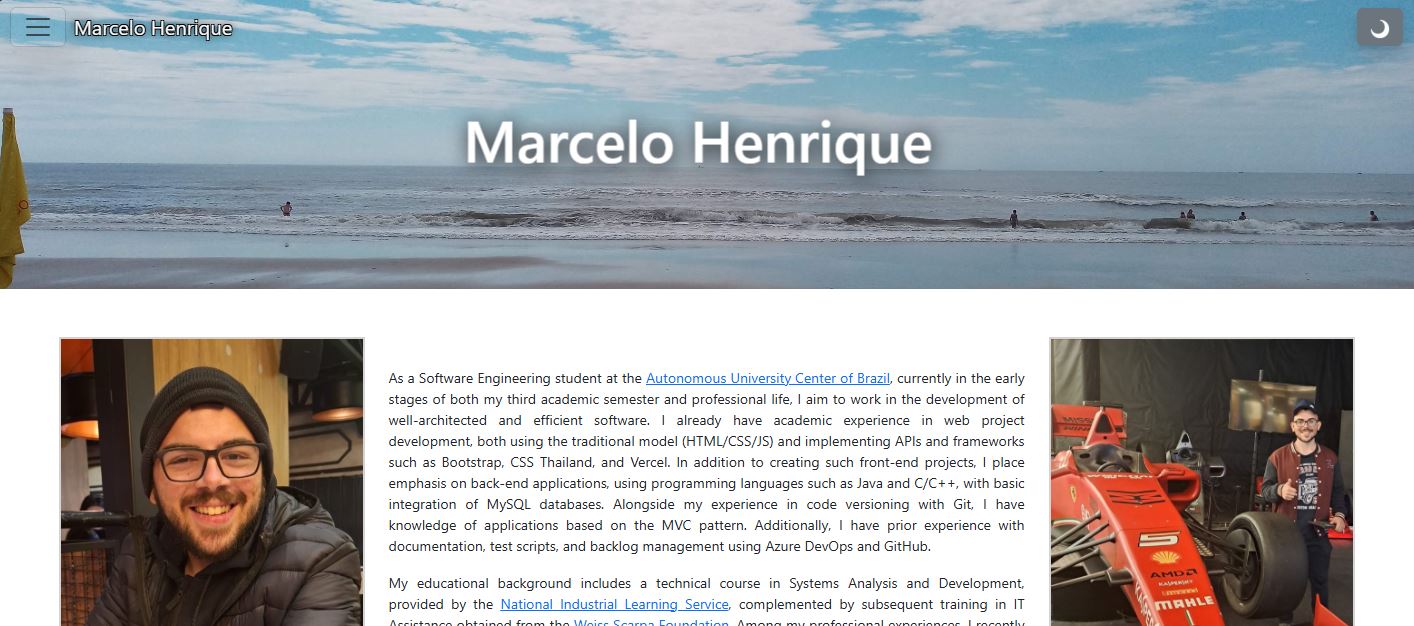 Marcelo Henrique
Marcelo Henrique
As a Software Engineering student at the Autonomous University Center of Brazil, currently in the early
stages of both my third academic semester and professional life, I aim to work in the development of
well-architected and efficient software. I already have academic experience in web project
development, both using the traditional model (HTML/CSS/JS) and implementing APIs and frameworks
such as Bootstrap, CSS Thailand, and Vercel. In addition to creating such front-end projects, I place
emphasis on back-end applications, using programming languages such as Java and C/C++, with basic
integration of MySQL databases. Alongside my experience in code versioning with Git, I have
knowledge of applications based on the MVC pattern. Additionally, I have prior experience with
documentation, test scripts, and backlog management using Azure DevOps and GitHub.
My educational background includes a technical course in Systems Analysis and Development,
provided by the National Industrial Learning Service, complemented by subsequent training in IT
Assistance obtained from the Weiss Scarpa Foundation. Among my professional experiences, I recently
5
AMD
KASPERSKY
MAHLE